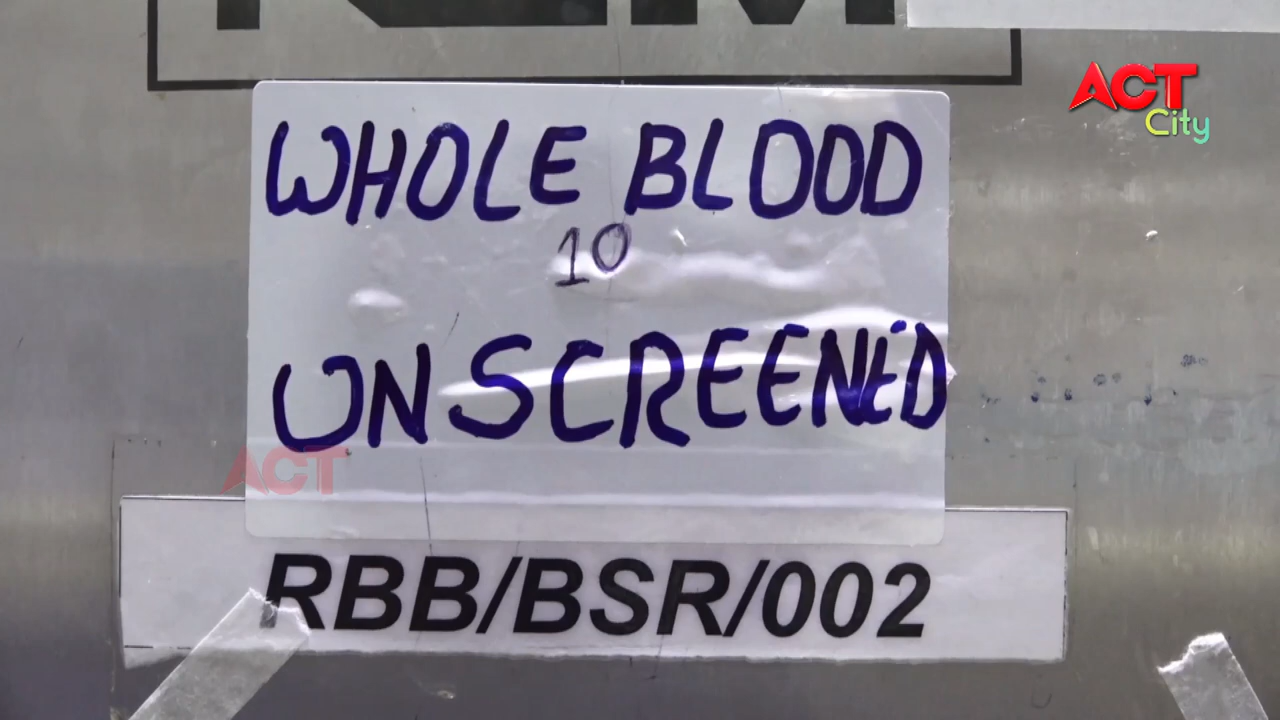 ACT
City
WHOLE BLOOD
10
UNSCREENED
ACT
RBB/BSR/002